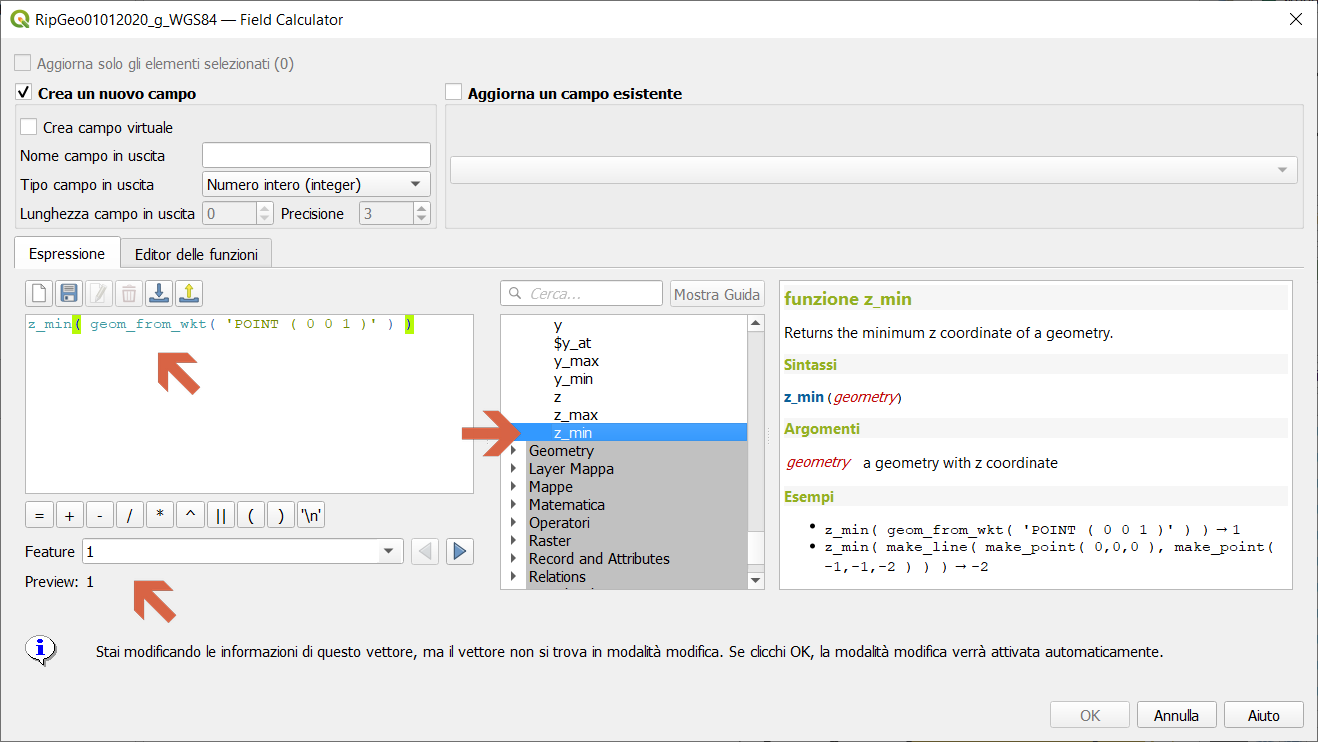 RipGeo01012020_g_WGS84 — Field Calculator
Aggiorna solo gli elementi selezionati (0)
Crea un nuovo campo
Aggiorna un campo esistente
Crea campo virtuale
Nome campo in uscita
Tipo campo in uscita
Numero intero (integer)
Lunghezza campo in uscita
0
Precisione
3
Espressione
Editor delle funzioni
Cerca...
Mostra Guida
z_min( geom_from_wkt( 'POINT ( 0 0 1 )' ) )
= + - / * ^ || ( ) '\n'
Feature
1
Preview: 1
y
$y_at
y_max
y_min
z
z_max
z_min
Geometry
Layer Mappa
Mappe
Matematica
Operatori
Raster
Record and Attributes
Relations
funzione z_min
Returns the minimum z coordinate of a geometry.
Sintassi
z_min (geometry)
Argomenti
geometry a geometry with z coordinate
Esempi
• z_min( geom_from_wkt( 'POINT ( 0 0 1 )' ) ) → 1
• z_min( make_line( make_point( 0,0,0 ), make_point(
-1,-1,-2 ) ) ) → -2
Stai modificando le informazioni di questo vettore, ma il vettore non si trova in modalità modifica. Se clicchi OK, la modalità modifica verrà attivata automaticamente.
OK
Annulla
Aiuto